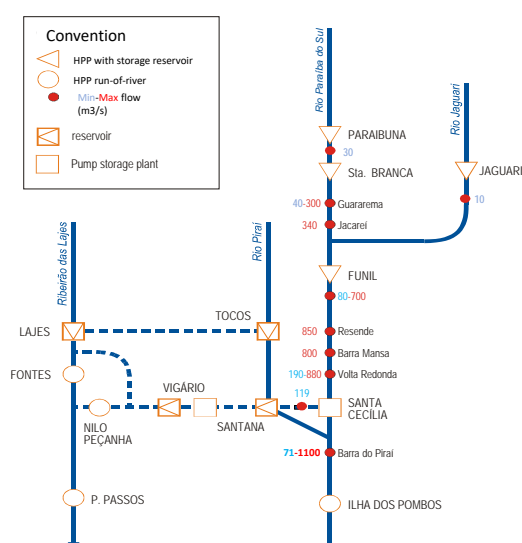 Convention
HPP with storage reservoir
HPP run-of-river
Min-Max flow
(m3/s)
reservoir
Pump storage plant
Rio Paraíba do Sul
Rio Jaguari
PARAIBUNA
30
Sta. BRANCA
JAGUARI
10
40-300 Guararema
340 Jacareí
Ribeirão das Lajes
Rio Piraí
FUNIL
80-700
TOCOS
LAJES
850 Resende
800 Barra Mansa
FONTES
190-880 Volta Redonda
VIGÁRIO
119
SANTA
CECÍLIA
SANTANA
NILO
PEÇANHA
71-1100 Barra do Piraí
P. PASSOS
ILHA DOS POMBOS